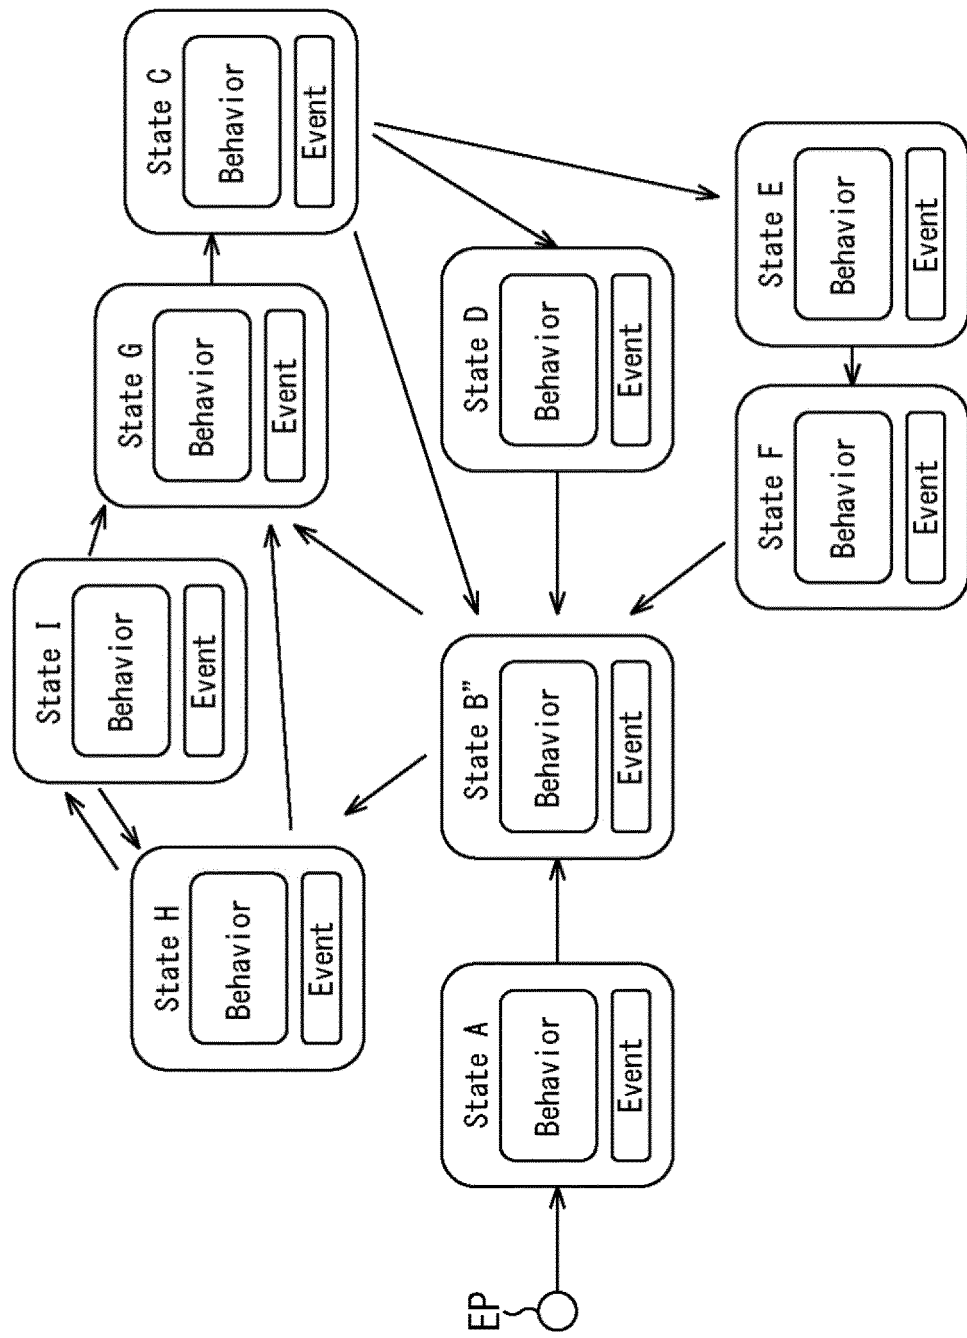 State I
Behavior
Event
State H
Behavior
Event
State G
Behavior
Event
State C
Behavior
Event
EP
State A
Behavior
Event
State B”
Behavior
Event
State D
Behavior
Event
State F
Behavior
Event
State E
Behavior
Event